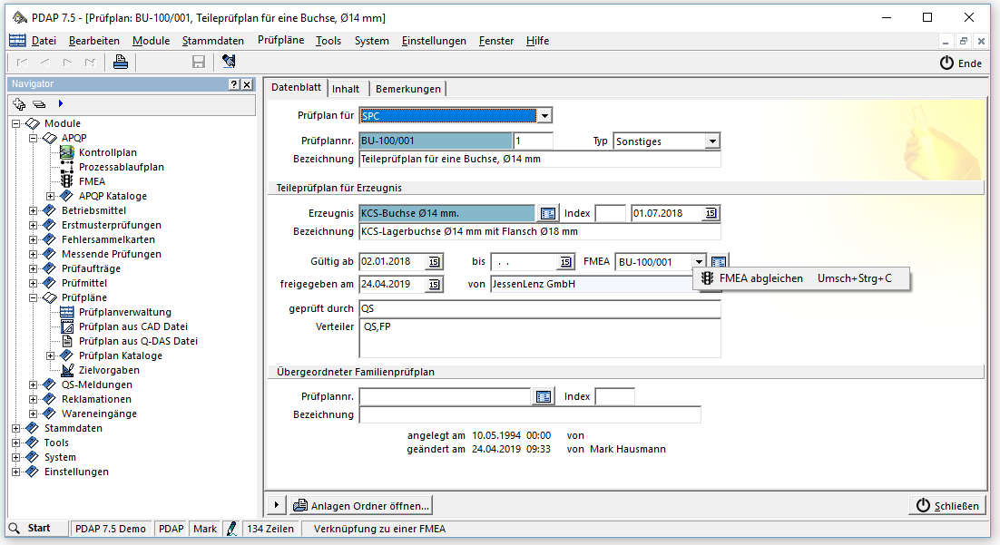 PDAP 7.5 - [Prüfplan: BU-100/001, Teileprüfplan für eine Buchse, Ø14 mm]
Datei Bearbeiten Module Stammdaten Prüfpläne Tools System Einstellungen Fenster Hilfe
Ende
Navigator
Module
APQP
Kontrollplan
Prozessablaufplan
FMEA
APQP Kataloge
Betriebsmittel
Erstmusterprüfungen
Fehlersammelkarten
Messende Prüfungen
Prüfaufträge
Prüfmittel
Prüfpläne
Prüfplanverwaltung
Prüfplan aus CAD Datei
Prüfplan aus Q-DAS Datei
Prüfplan Kataloge
Zielvorgaben
QS-Meldungen
Reklamationen
Wareneingänge
Stammdaten
Tools
System
Einstellungen
Datenblatt Inhalt Bemerkungen
Prüfplan für SPC
Prüfplannr. BU-100/001 1 Typ Sonstiges
Bezeichnung Teileprüfplan für eine Buchse, Ø14 mm
Teileprüfplan für Erzeugnis
Erzeugnis KCS-Buchse Ø14 mm. Index 01.07.2018 15
Bezeichnung KCS-Lagerbuchse Ø14 mm mit Flansch Ø18 mm
Gültig ab 02.01.2018 15 bis . . 15 FMEA BU-100/001
FMEA abgleichen Umsch+Strg+C
freigegeben am 24.04.2019 15 von JessenLenz GmbH
geprüft durch QS
Verteiler QS,FP
Übergeordneter Familienprüfplan
Prüfplannr. Index
Bezeichnung
angelegt am 10.05.1994 00:00 von
geändert am 24.04.2019 09:33 von Mark Hausmann
Anlagen Ordner öffnen... Schließen
Start PDAP 7.5 Demo PDAP Mark 134 Zeilen Verknüpfung zu einer FMEA